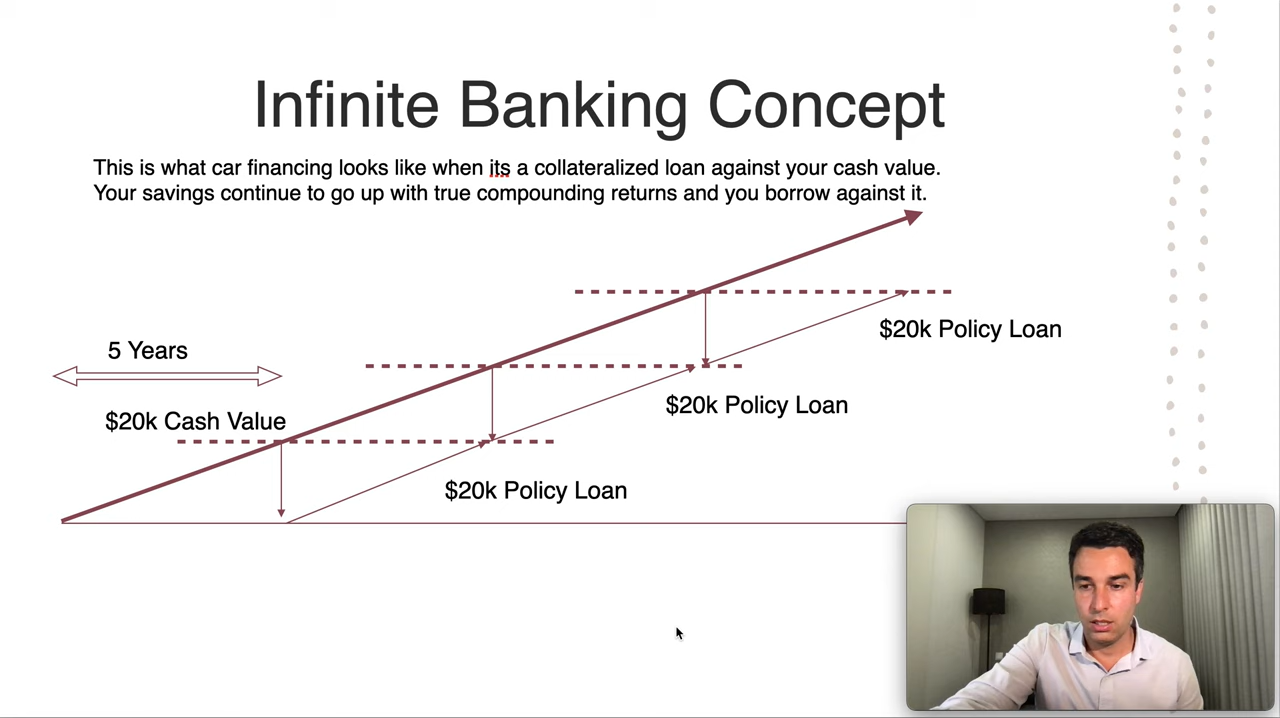 Infinite Banking Concept
This is what car financing looks like when its a collateralized loan against your cash value.
Your savings continue to go up with true compounding returns and you borrow against it.
$20k Policy Loan
5 Years
$20k Policy Loan
$20k Cash Value
$20k Policy Loan